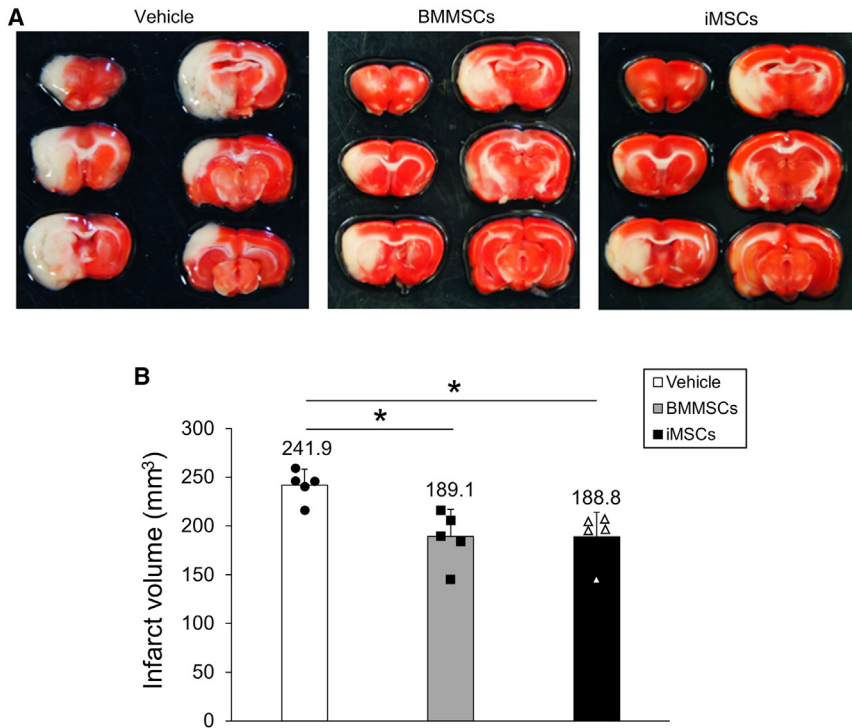 A
Vehicle
BMMSCs
iMSCs
B
Vehicle
BMMSCs
iMSCs
*
*
Infarct volume (mm³)
300
250
200
150
100
50
0
241.9
189.1
188.8